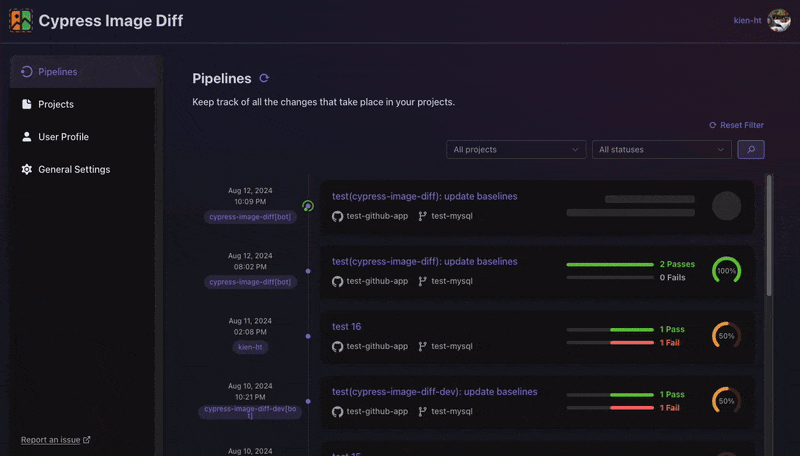 Cypress Image Diff
kien-ht
Pipelines
Projects
User Profile
General Settings
Report an issue
Pipelines
Keep track of all the changes that take place in your projects.
Reset Filter
All projects
All statuses
Aug 12, 2024
10:09 PM
cypress-image-diff[bot]
test(cypress-image-diff): update baselines
test-github-app test-mysql
Aug 12, 2024
08:02 PM
cypress-image-diff[bot]
test(cypress-image-diff): update baselines
test-github-app test-mysql
2 Passes
0 Fails
100%
Aug 11, 2024
02:08 PM
kien-ht
test 16
test-github-app test-mysql
1 Pass
1 Fail
50%
Aug 10, 2024
10:21 PM
cypress-image-diff-dev[bo
t]
test(cypress-image-diff-dev): update baselines
test-github-app test-mysql
1 Pass
1 Fail
50%
Aug 10, 2024
test 15